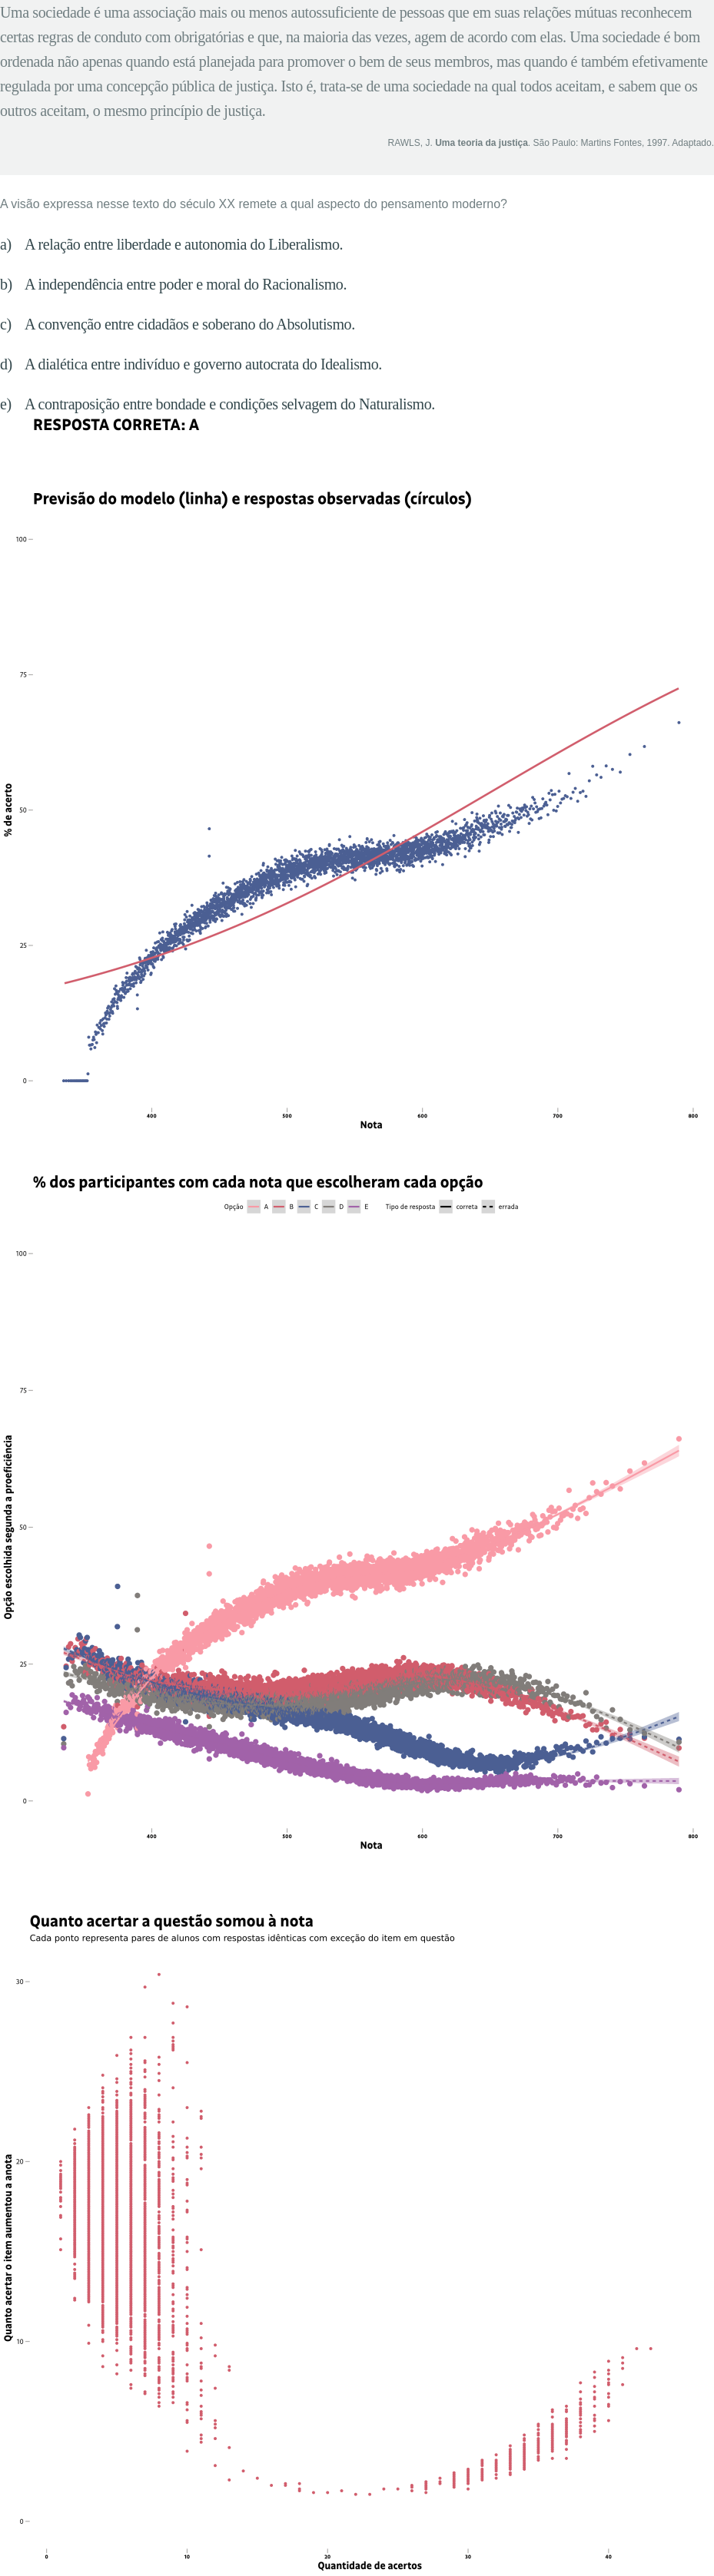 Uma sociedade é uma associação mais ou menos autossuficiente de pessoas que em suas relações mútuas reconhecem
certas regras de conduto com obrigatórias e que, na maioria das vezes, agem de acordo com elas. Uma sociedade é bom
ordenada não apenas quando está planejada para promover o bem de seus membros, mas quando é também efetivamente
regulada por uma concepção pública de justiça. Isto é, trata-se de uma sociedade na qual todos aceitam, e sabem que os
outros aceitam, o mesmo princípio de justiça.
RAWLS, J. Uma teoria da justiça. São Paulo: Martins Fontes, 1997. Adaptado.
A visão expressa nesse texto do século XX remete a qual aspecto do pensamento moderno?
a) A relação entre liberdade e autonomia do Liberalismo.
b) A independência entre poder e moral do Racionalismo.
c) A convenção entre cidadãos e soberano do Absolutismo.
d) A dialética entre indivíduo e governo autocrata do Idealismo.
e) A contraposição entre bondade e condições selvagem do Naturalismo.
RESPOSTA CORRETA: A
Previsão do modelo (linha) e respostas observadas (círculos)
100
75
50
25
0
% de acerto
400 500 600 700 800
Nota
% dos participantes com cada nota que escolheram cada opção
Opção A B C D E Tipo de resposta correta errada
100
75
50
25
0
Opção escolhida segunda a proeficiência
400 500 600 700 800
Nota
Quanto acertar a questão somou à nota
Cada ponto representa pares de alunos com respostas idênticas com exceção do item em questão
30
20
10
0
Quanto acertar o item aumentou a anota
0 10 20 30 40
Quantidade de acertos